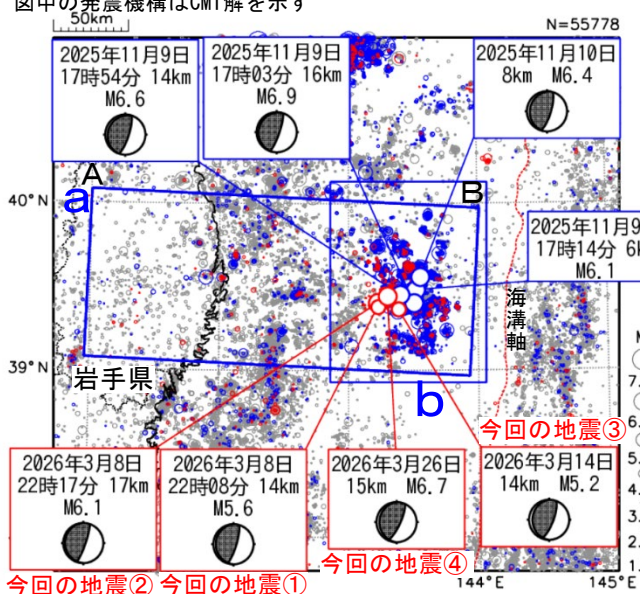 図中の発震機構はCMT解を示す
50km
N=55778
2025年11月9日
17時54分 14km
M6.6
2025年11月9日
17時03分 16km
M6.9
2025年11月10日
8km M6.4
A
a
40°N
B
2025年11月9
17時14分 6k
M6.1
海溝軸
39°N
岩手県
b
M
7.
6.
5.
4.
3.
2.
1.
今回の地震③
2026年3月8日
22時17分 17km
M6.1
2026年3月8日
22時08分 14km
M5.6
2026年3月26日
15km M6.7
2026年3月14日
14km M5.2
今回の地震②
今回の地震①
今回の地震④
144°E
145°E